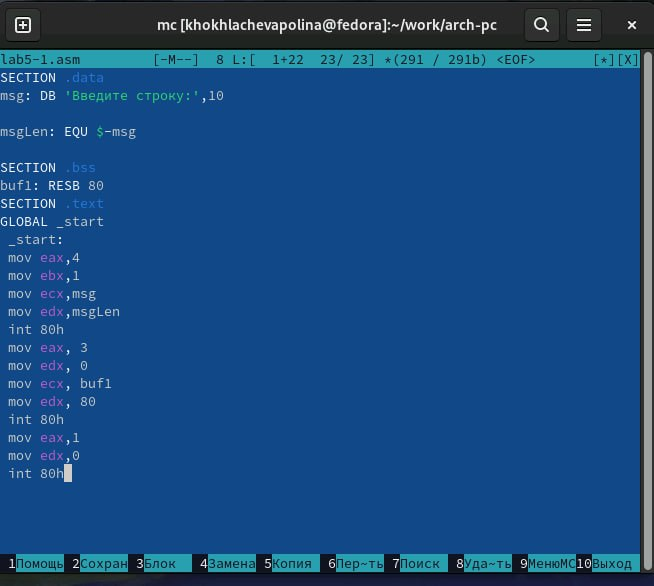 mc [khokhlachevapolina@fedora]:~/work/arch-pc
lab5-1.asm [-M--] 8 L:[ 1+22 23/ 23] *(291 / 291b) <EOF> [*][X]
SECTION .data
msg: DB 'Введите строку:',10
msgLen: EQU $-msg
SECTION .bss
buf1: RESB 80
SECTION .text
GLOBAL _start
_start:
mov eax,4
mov ebx,1
mov ecx,msg
mov edx,msgLen
int 80h
mov eax, 3
mov edx, 0
mov ecx, buf1
mov edx, 80
int 80h
mov eax,1
mov edx,0
int 80h
1Помощь 2Сохран 3Блок 4Замена 5Копия 6Пер~ть 7Поиск 8Уда~ть 9МенюMC 10Выход